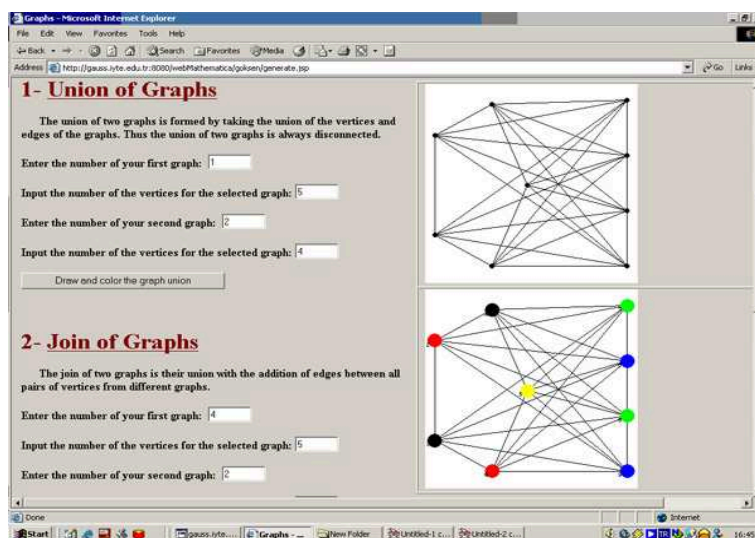 Graphs - Microsoft Internet Explorer
File Edit View Favorites Tools Help
Back Search Favorites Media
Address http://gauss.iyte.edu.tr:8080/webMathematica/goksen/generate.jsp Go Links
1- Union of Graphs
The union of two graphs is formed by taking the union of the vertices and
edges of the graphs. Thus the union of two graphs is always disconnected.
Enter the number of your first graph: 1
Input the number of the vertices for the selected graph: 5
Enter the number of your second graph: 2
Input the number of the vertices for the selected graph: 4
Draw and color the graph union
2- Join of Graphs
The join of two graphs is their union with the addition of edges between all
pairs of vertices from different graphs.
Enter the number of your first graph: 4
Input the number of the vertices for the selected graph: 5
Enter the number of your second graph: 2
Done Internet
Start gauss.iyte.... Graphs - ... New Folder Untitled-1 c... Untitled-2 c... TR